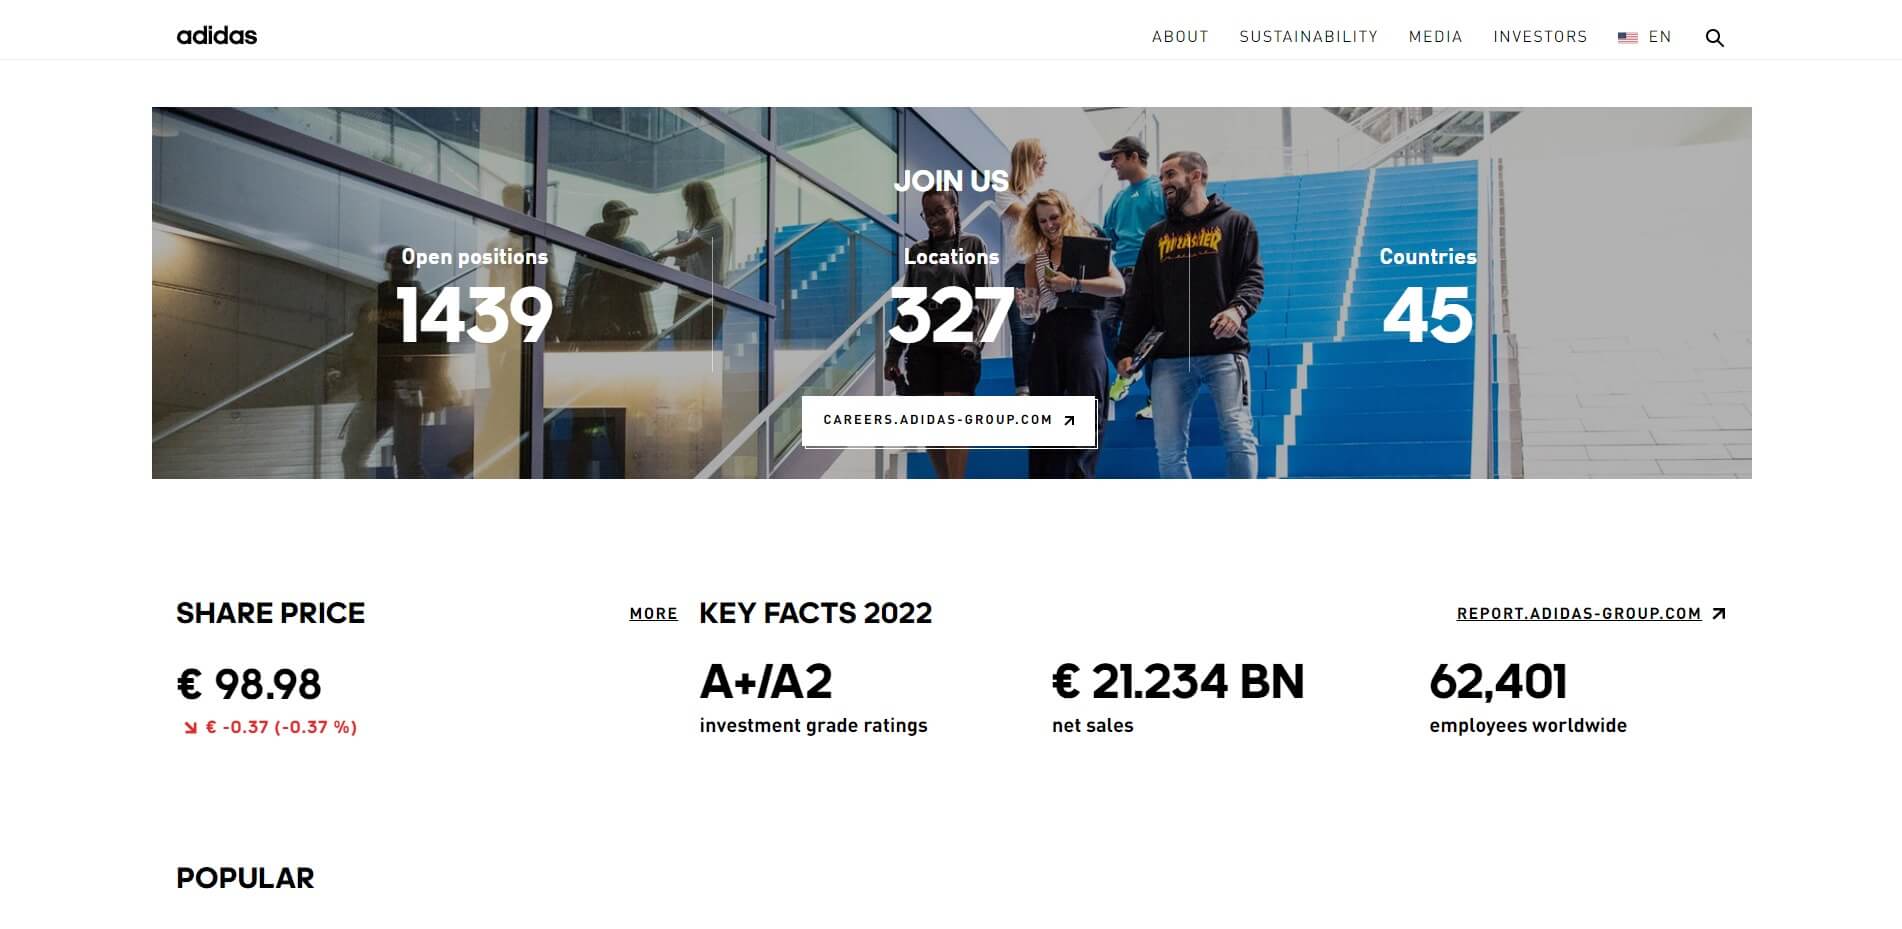 adidas
ABOUT SUSTAINABILITY MEDIA INVESTORS EN
JOIN US
Open positions
1439
Locations
327
Countries
45
THRASHER
CAREERS.ADIDAS-GROUP.COM
SHARE PRICE
MORE
€ 98.98
€ -0.37 (-0.37 %)
KEY FACTS 2022
REPORT.ADIDAS-GROUP.COM
A+/A2
investment grade ratings
€ 21.234 BN
net sales
62,401
employees worldwide
POPULAR